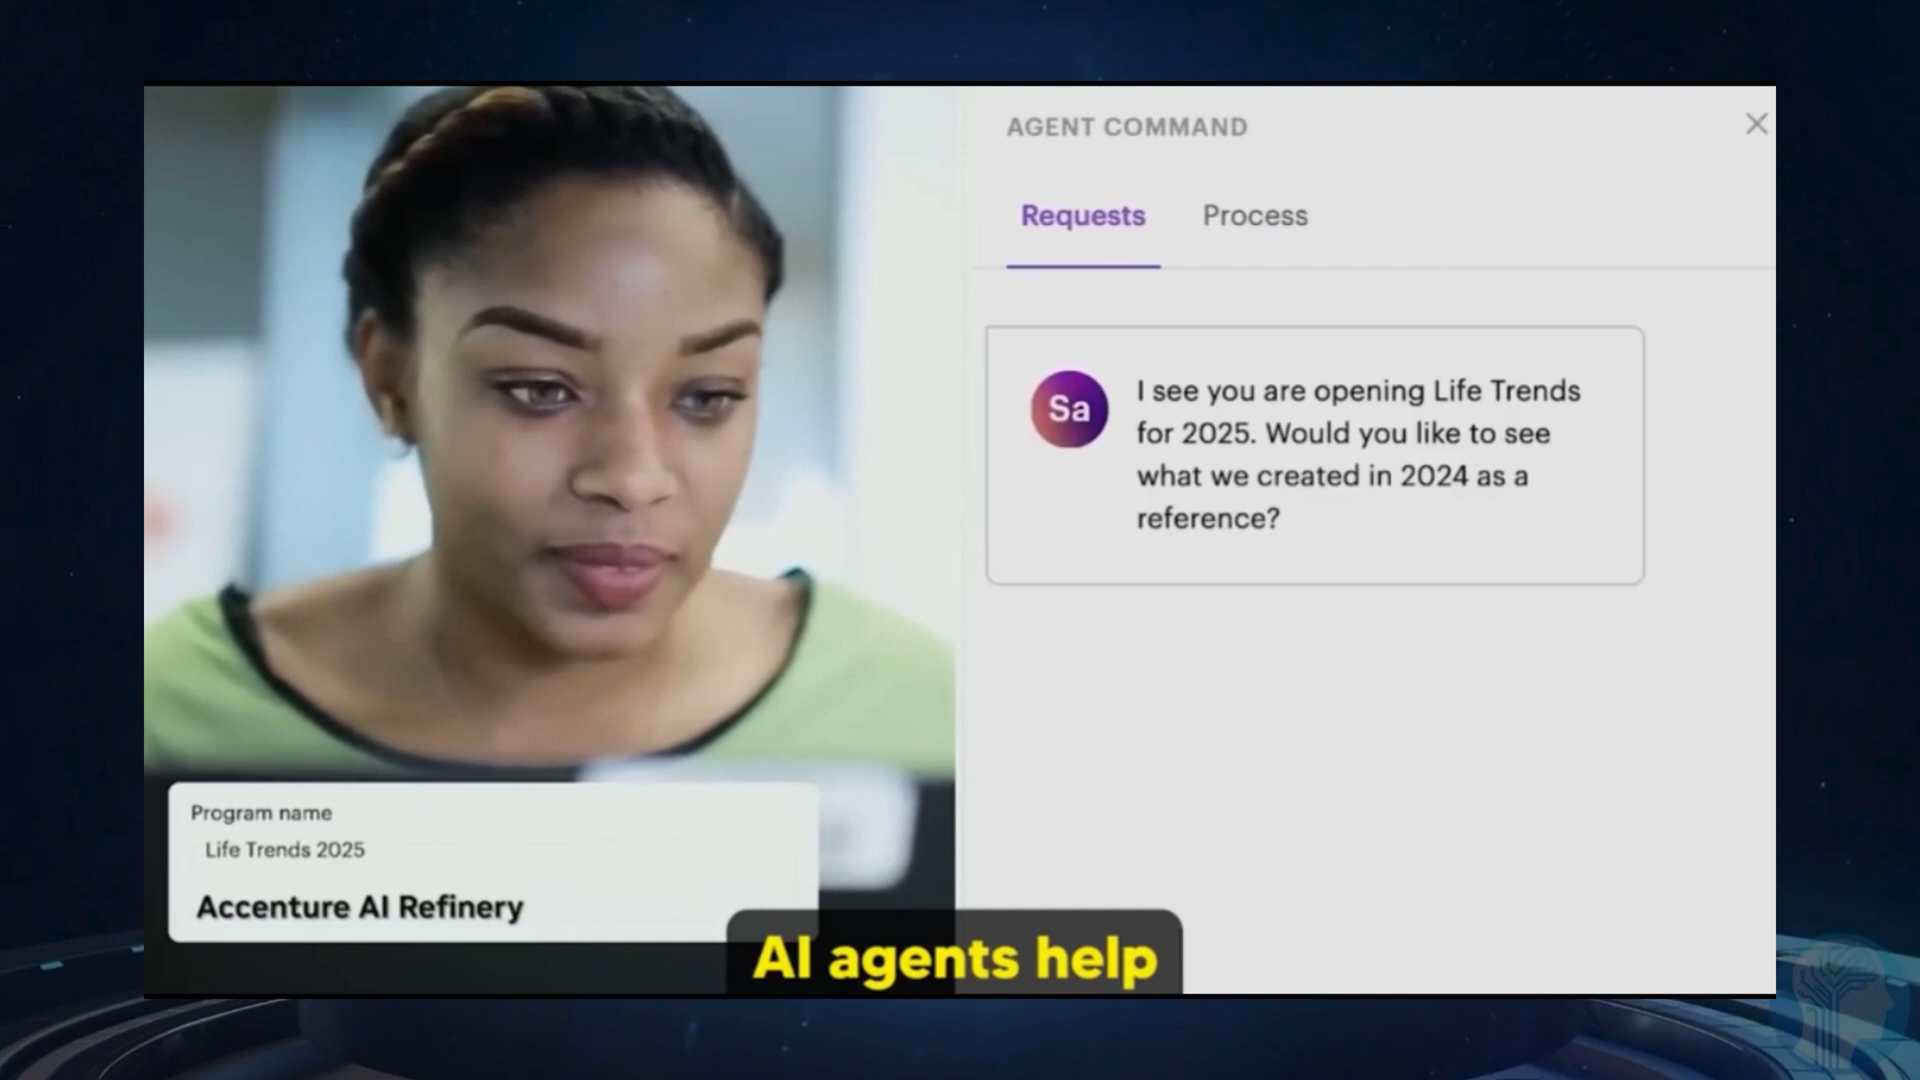 AGENT COMMAND
Requests
Process
Sa
I see you are opening Life Trends
for 2025. Would you like to see
what we created in 2024 as a
reference?
Program name
Life Trends 2025
Accenture AI Refinery
AI agents help